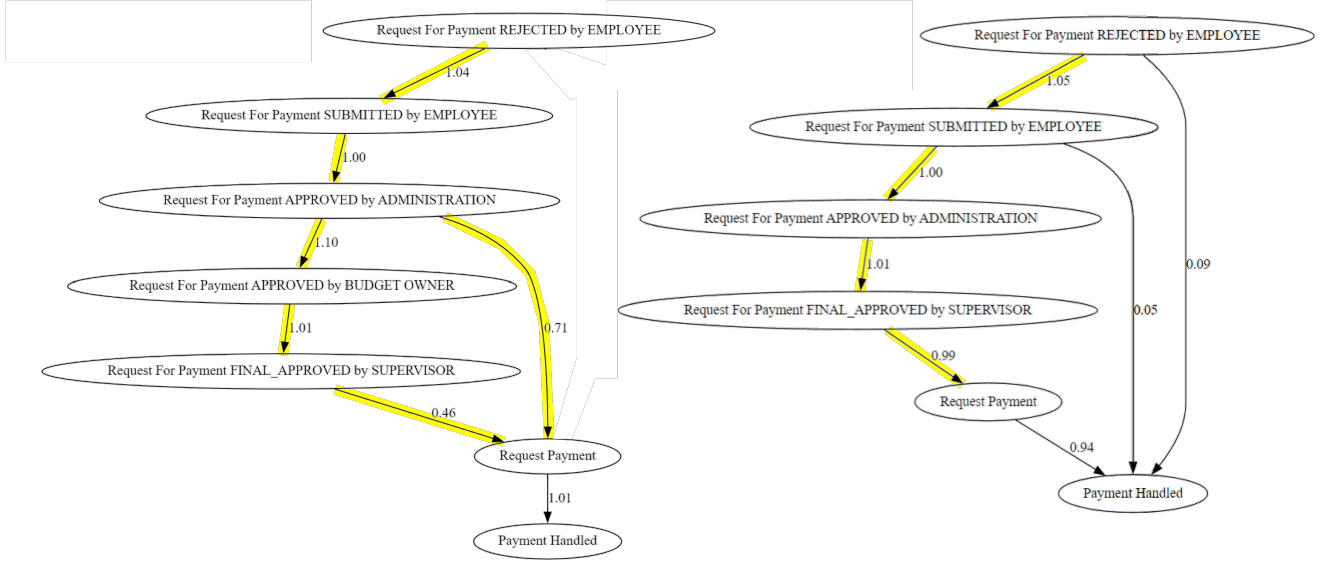 Request For Payment REJECTED by EMPLOYEE
1.04
Request For Payment SUBMITTED by EMPLOYEE
1.00
Request For Payment APPROVED by ADMINISTRATION
1.10
Request For Payment APPROVED by BUDGET OWNER
1.01
0.71
Request For Payment FINAL_APPROVED by SUPERVISOR
0.46
Request Payment
1.01
Payment Handled
Request For Payment REJECTED by EMPLOYEE
1.05
Request For Payment SUBMITTED by EMPLOYEE
1.00
Request For Payment APPROVED by ADMINISTRATION
1.01
0.09
Request For Payment FINAL_APPROVED by SUPERVISOR
0.05
0.99
Request Payment
0.94
Payment Handled